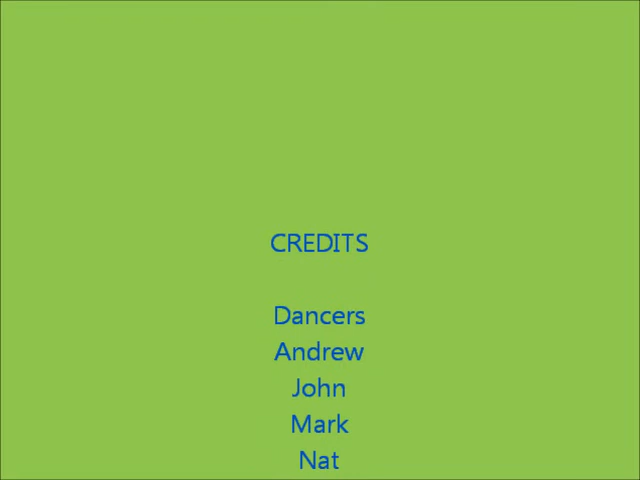 CREDITS
Dancers
Andrew
John
Mark
Nat